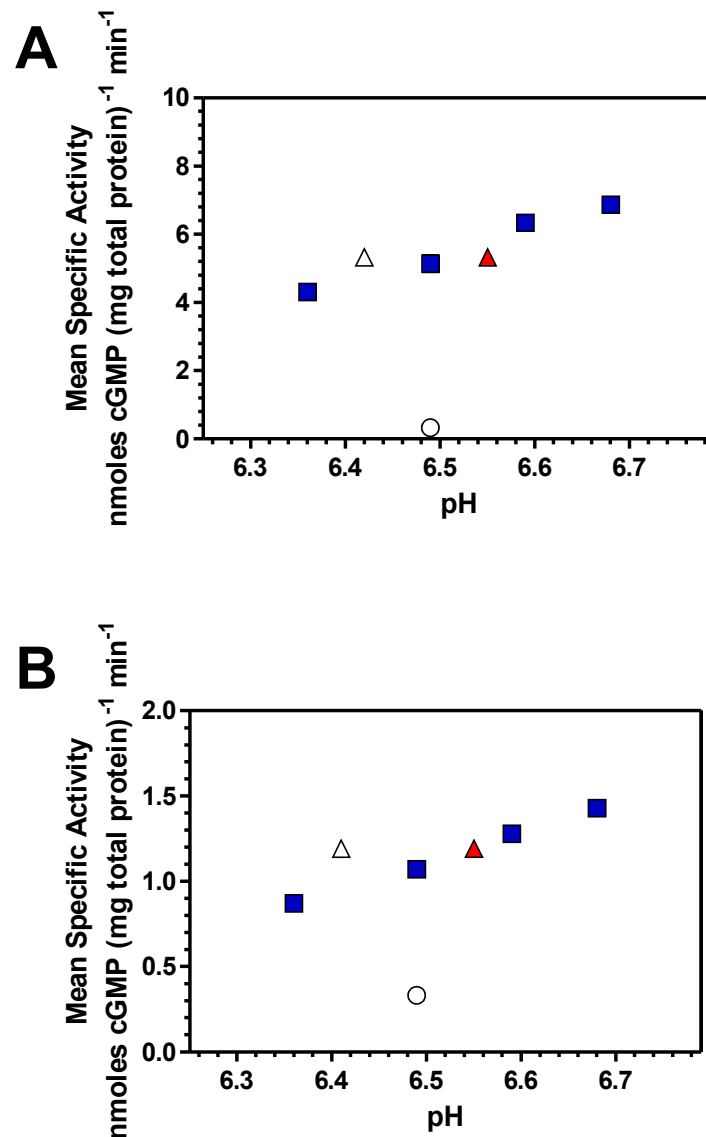 A
Mean Specific Activity
nmoles cGMP (mg total protein)⁻¹ min⁻¹
10
8
6
4
2
0
6.3 6.4 6.5 6.6 6.7
pH
B
Mean Specific Activity
nmoles cGMP (mg total protein)⁻¹ min⁻¹
2.0
1.5
1.0
0.5
0.0
6.3 6.4 6.5 6.6 6.7
pH